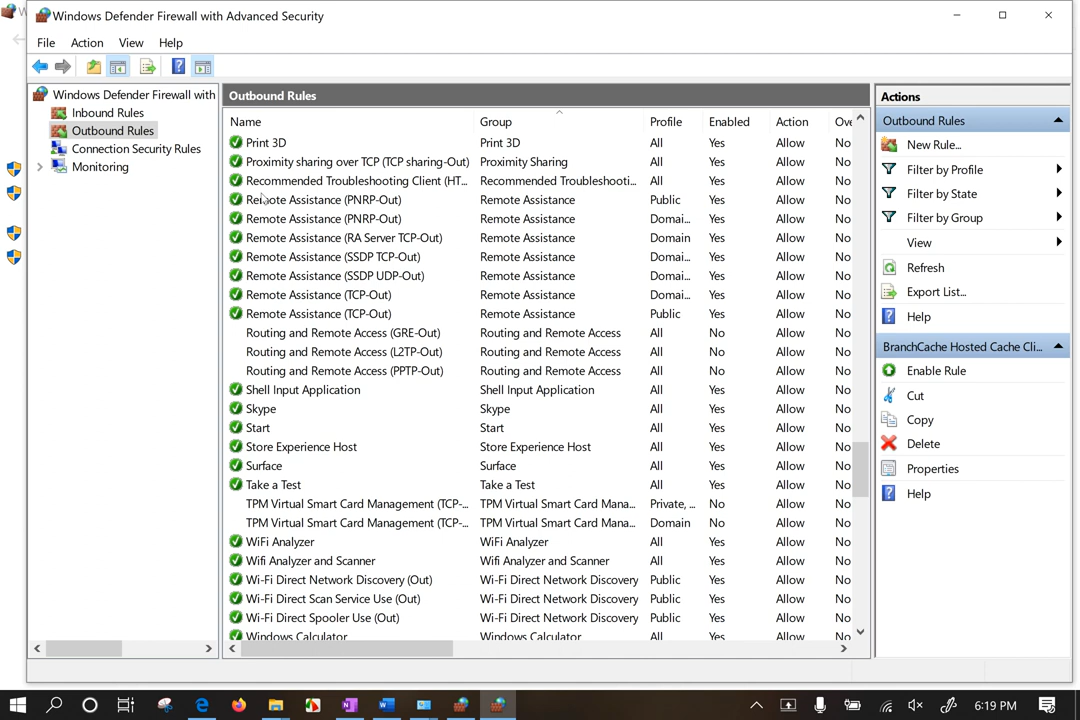 Windows Defender Firewall with Advanced Security
File Action View Help
Windows Defender Firewall with
Inbound Rules
Outbound Rules
Connection Security Rules
Monitoring
Outbound Rules
Name Group Profile Enabled Action Ove
Print 3D Print 3D All Yes Allow No
Proximity sharing over TCP (TCP sharing-Out) Proximity Sharing All Yes Allow No
Recommended Troubleshooting Client (HT... Recommended Troubleshooti... All Yes Allow No
Remote Assistance (PNRP-Out) Remote Assistance Public Yes Allow No
Remote Assistance (PNRP-Out) Remote Assistance Domai... Yes Allow No
Remote Assistance (RA Server TCP-Out) Remote Assistance Domain Yes Allow No
Remote Assistance (SSDP TCP-Out) Remote Assistance Domai... Yes Allow No
Remote Assistance (SSDP UDP-Out) Remote Assistance Domai... Yes Allow No
Remote Assistance (TCP-Out) Remote Assistance Domai... Yes Allow No
Remote Assistance (TCP-Out) Remote Assistance Public Yes Allow No
Routing and Remote Access (GRE-Out) Routing and Remote Access All No Allow No
Routing and Remote Access (L2TP-Out) Routing and Remote Access All No Allow No
Routing and Remote Access (PPTP-Out) Routing and Remote Access All No Allow No
Shell Input Application Shell Input Application All Yes Allow No
Skype Skype All Yes Allow No
Start Start All Yes Allow No
Store Experience Host Store Experience Host All Yes Allow No
Surface Surface All Yes Allow No
Take a Test Take a Test All Yes Allow No
TPM Virtual Smart Card Management (TCP-... TPM Virtual Smart Card Mana... Private, ... No Allow No
TPM Virtual Smart Card Management (TCP-... TPM Virtual Smart Card Mana... Domain No Allow No
WiFi Analyzer WiFi Analyzer All Yes Allow No
Wifi Analyzer and Scanner Wifi Analyzer and Scanner All Yes Allow No
Wi-Fi Direct Network Discovery (Out) Wi-Fi Direct Network Discovery Public Yes Allow No
Wi-Fi Direct Scan Service Use (Out) Wi-Fi Direct Network Discovery Public Yes Allow No
Wi-Fi Direct Spooler Use (Out) Wi-Fi Direct Network Discovery Public Yes Allow No
Windows Calculator Windows Calculator All Yes Allow No
Actions
Outbound Rules
New Rule...
Filter by Profile
Filter by State
Filter by Group
View
Refresh
Export List...
Help
BranchCache Hosted Cache Cli...
Enable Rule
Cut
Copy
Delete
Properties
Help
6:19 PM